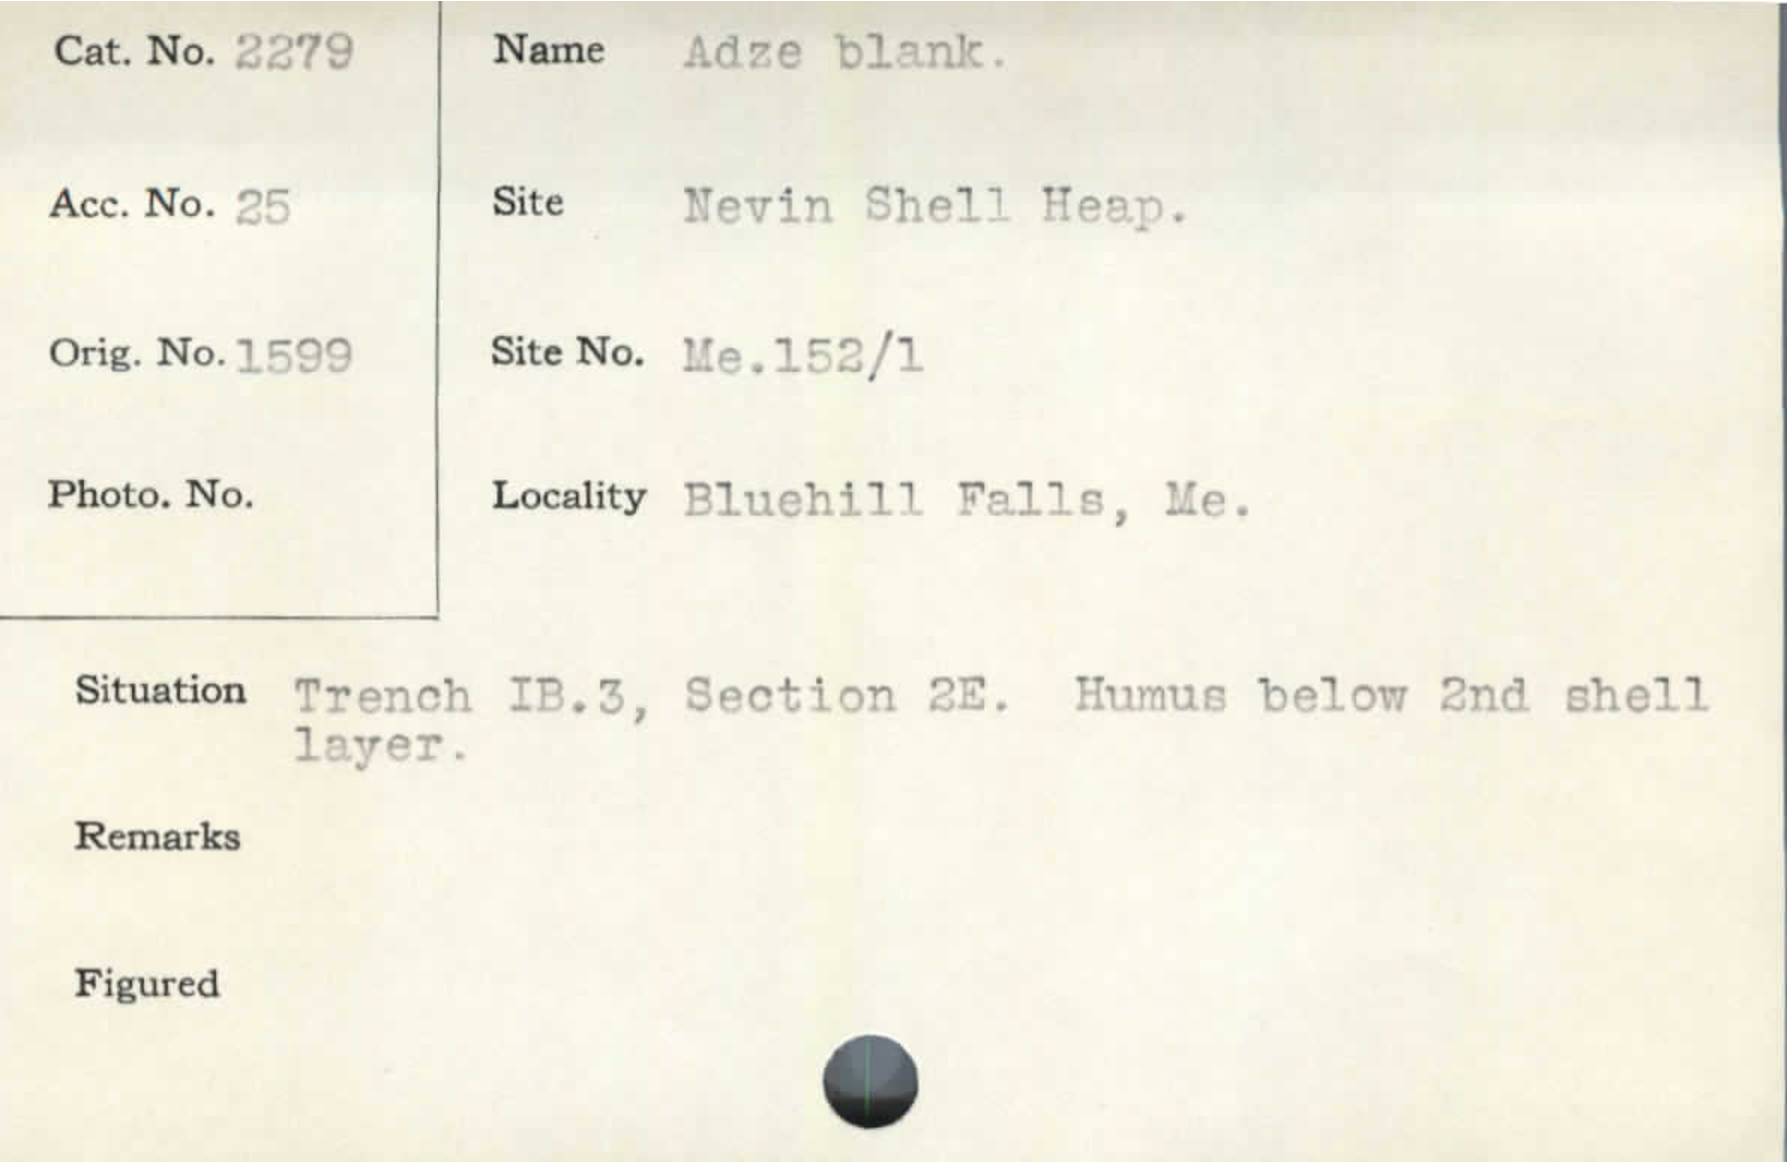 Cat. No. 2279
Name Adze blank.
Acc. No. 25
Site Nevin Shell Heap.
Orig. No. 1599
Site No. Me.152/1
Photo. No.
Locality Bluehill Falls, Me.
Situation Trench IB.3, Section 2E. Humus below 2nd shell
layer.
Remarks
Figured